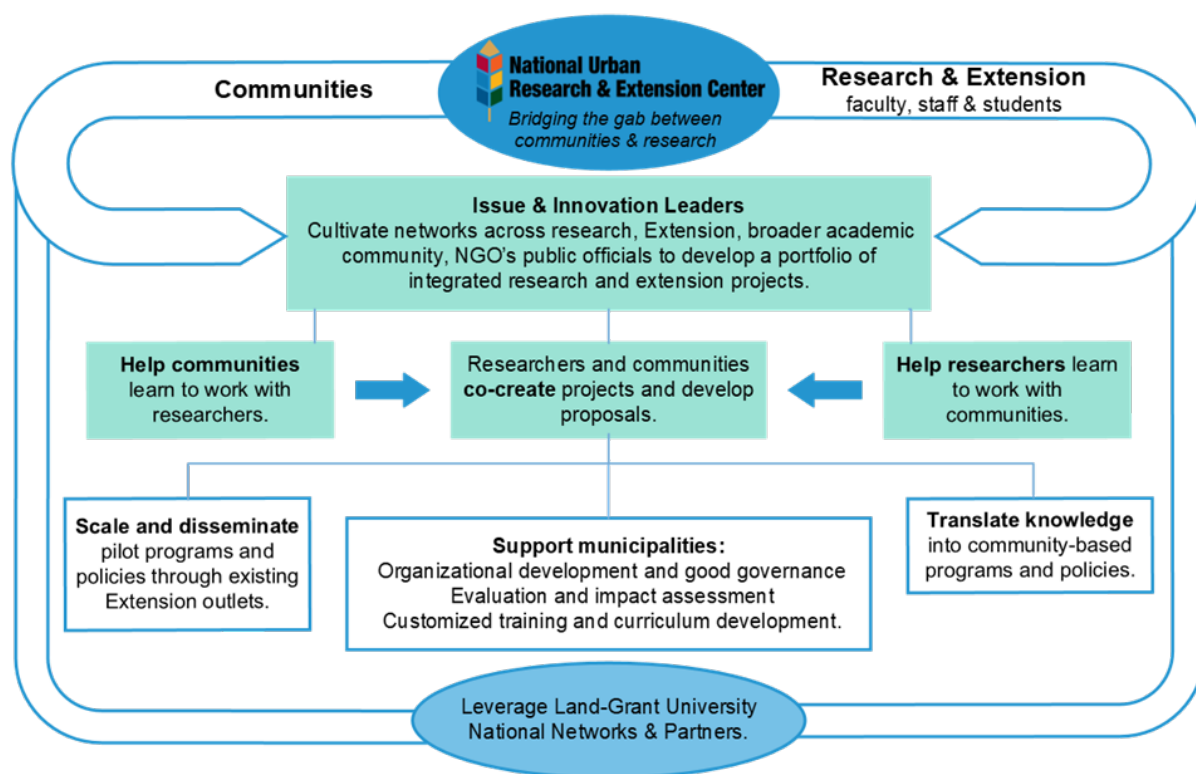 Communities
National Urban
Research & Extension Center
Bridging the gab between
communities & research
Research & Extension
faculty, staff & students
Issue & Innovation Leaders
Cultivate networks across research, Extension, broader academic
community, NGO's public officials to develop a portfolio of
integrated research and extension projects.
Help communities
learn to work with
researchers.
Researchers and communities
co-create projects and develop
proposals.
Help researchers learn
to work with
communities.
Scale and disseminate
pilot programs and
policies through existing
Extension outlets.
Support municipalities:
Organizational development and good governance
Evaluation and impact assessment
Customized training and curriculum development.
Translate knowledge
into community-based
programs and policies.
Leverage Land-Grant University
National Networks & Partners.